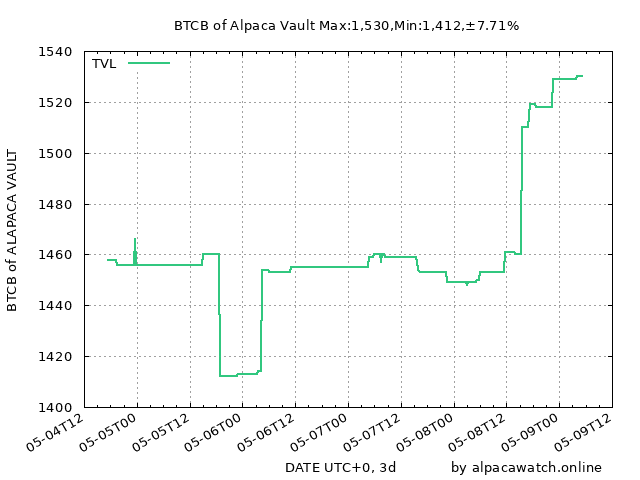 BTCB of Alpaca Vault Max:1,530,Min:1,412,±7.71%
TVL
BTCB of ALAPACA VAULT
1540
1520
1500
1480
1460
1440
1420
1400
05-04T12
05-05T00
05-05T12
05-06T00
05-06T12
05-07T00
05-07T12
05-08T00
05-08T12
05-09T00
05-09T12
DATE UTC+0, 3d
by alpacawatch.online